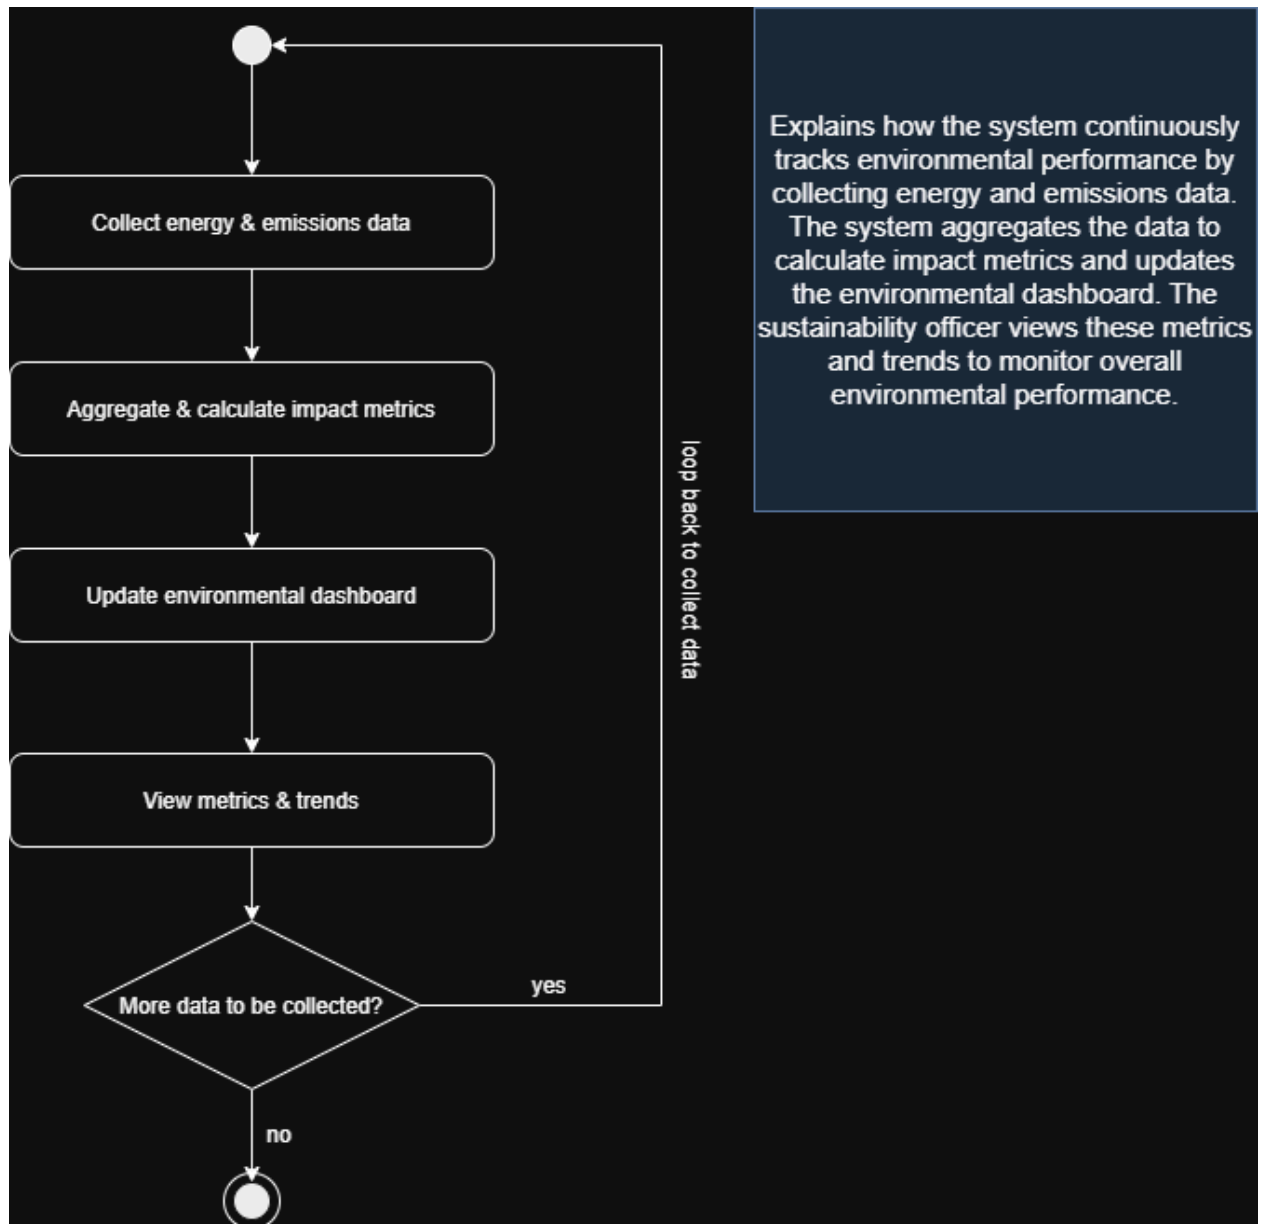 Explains how the system continuously
tracks environmental performance by
collecting energy and emissions data.
The system aggregates the data to
calculate impact metrics and updates
the environmental dashboard. The
sustainability officer views these metrics
and trends to monitor overall
environmental performance.
Collect energy & emissions data
Aggregate & calculate impact metrics
Update environmental dashboard
View metrics & trends
More data to be collected?
yes
loop back to collect data
no